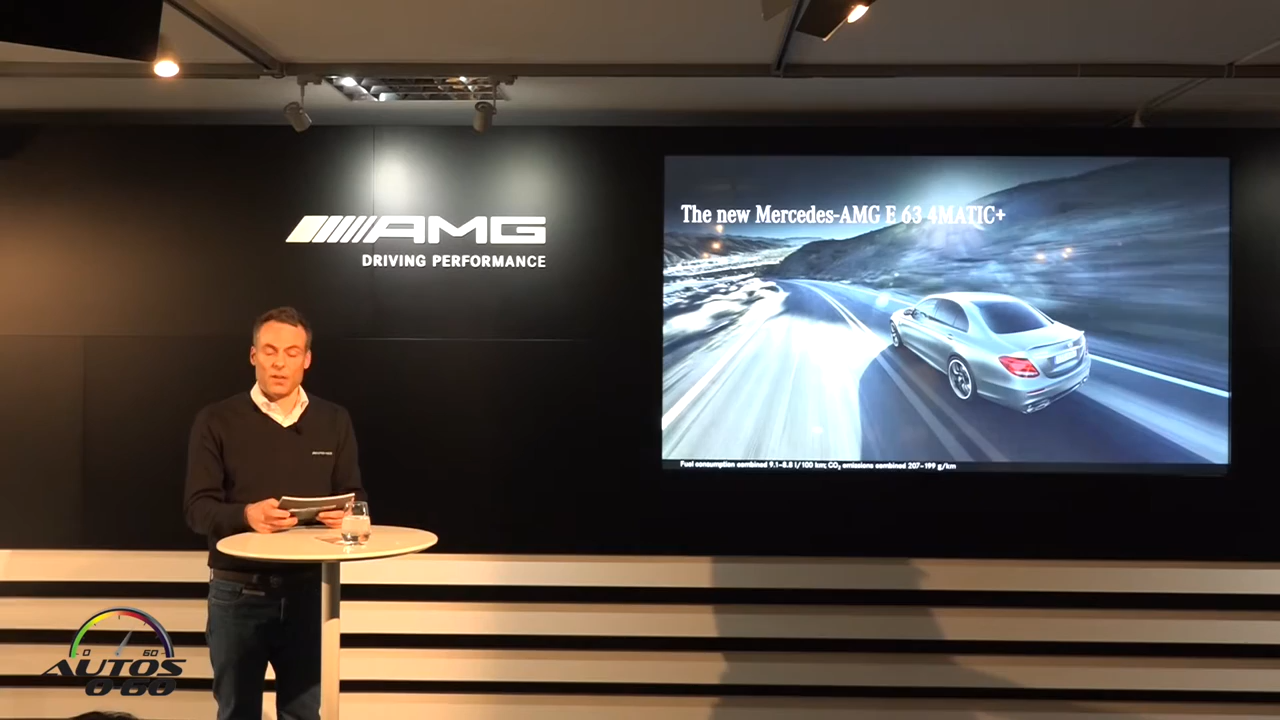 AMG
DRIVING PERFORMANCE
The new Mercedes-AMG E 63 4MATIC+
Fuel consumption combined 9.1–8.8 l/100 km; CO₂ emissions combined 207–199 g/km
0 60
AUTOS
0-60